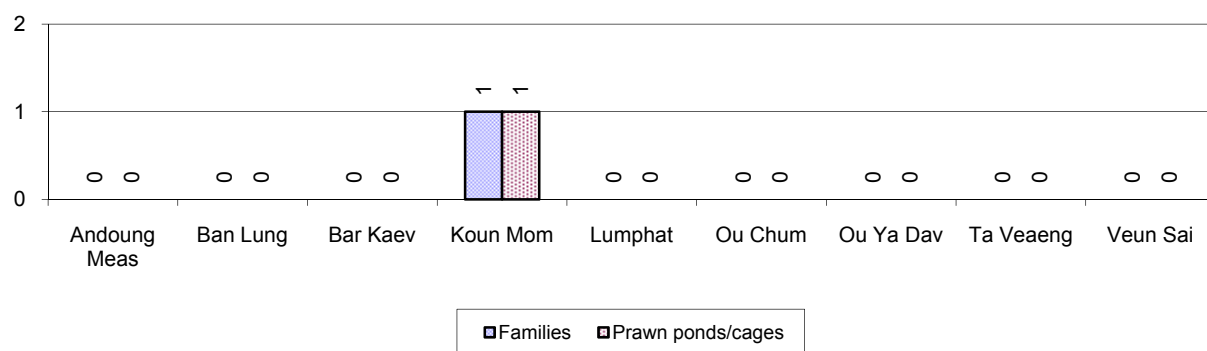 2
1
0
0 0 0 0 0 0 1 1 0 0 0 0 0 0 0 0 0 0
Andoung Meas
Ban Lung
Bar Kaev
Koun Mom
Lumphat
Ou Chum
Ou Ya Dav
Ta Veaeng
Veun Sai
Families Prawn ponds/cages